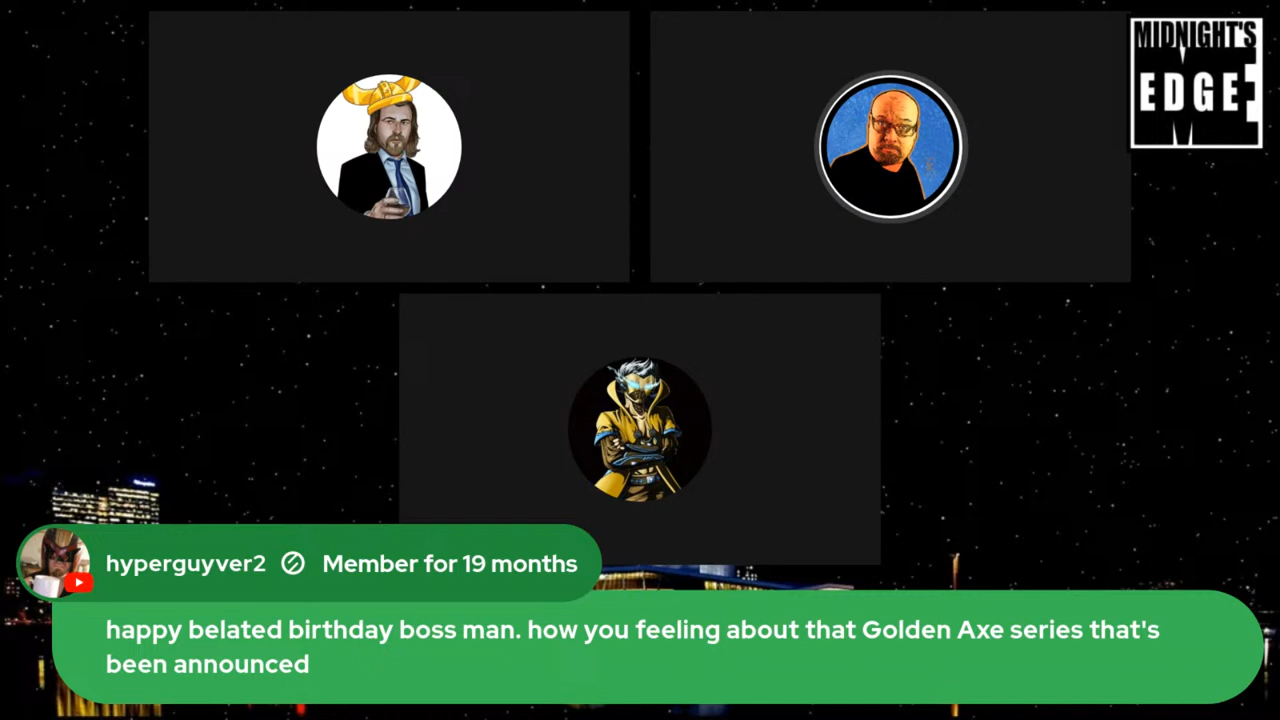 MIDNIGHT'S
EDGE
hyperguyver2 Member for 19 months
happy belated birthday boss man. how you feeling about that Golden Axe series that's
been announced